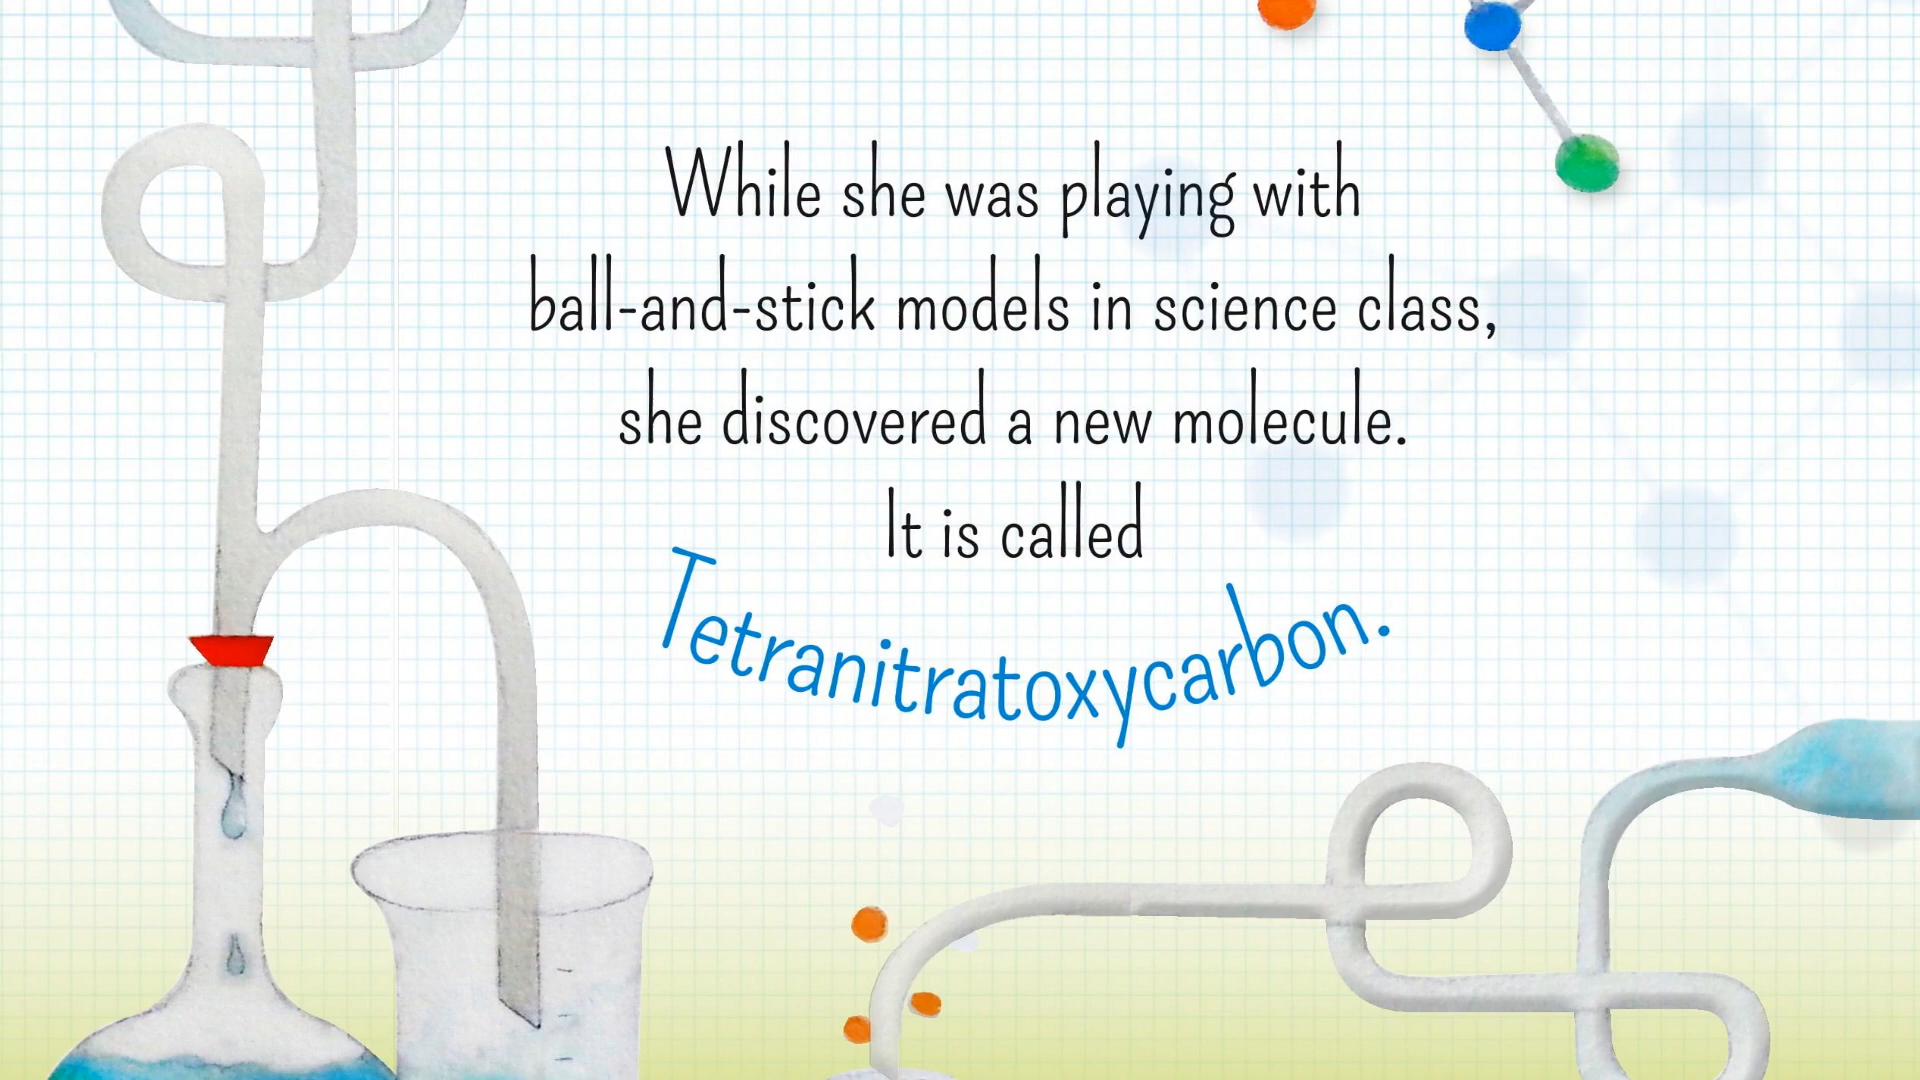 While she was playing with
ball-and-stick models in science class,
she discovered a new molecule.
It is called
Tetranitratoxycarbon.